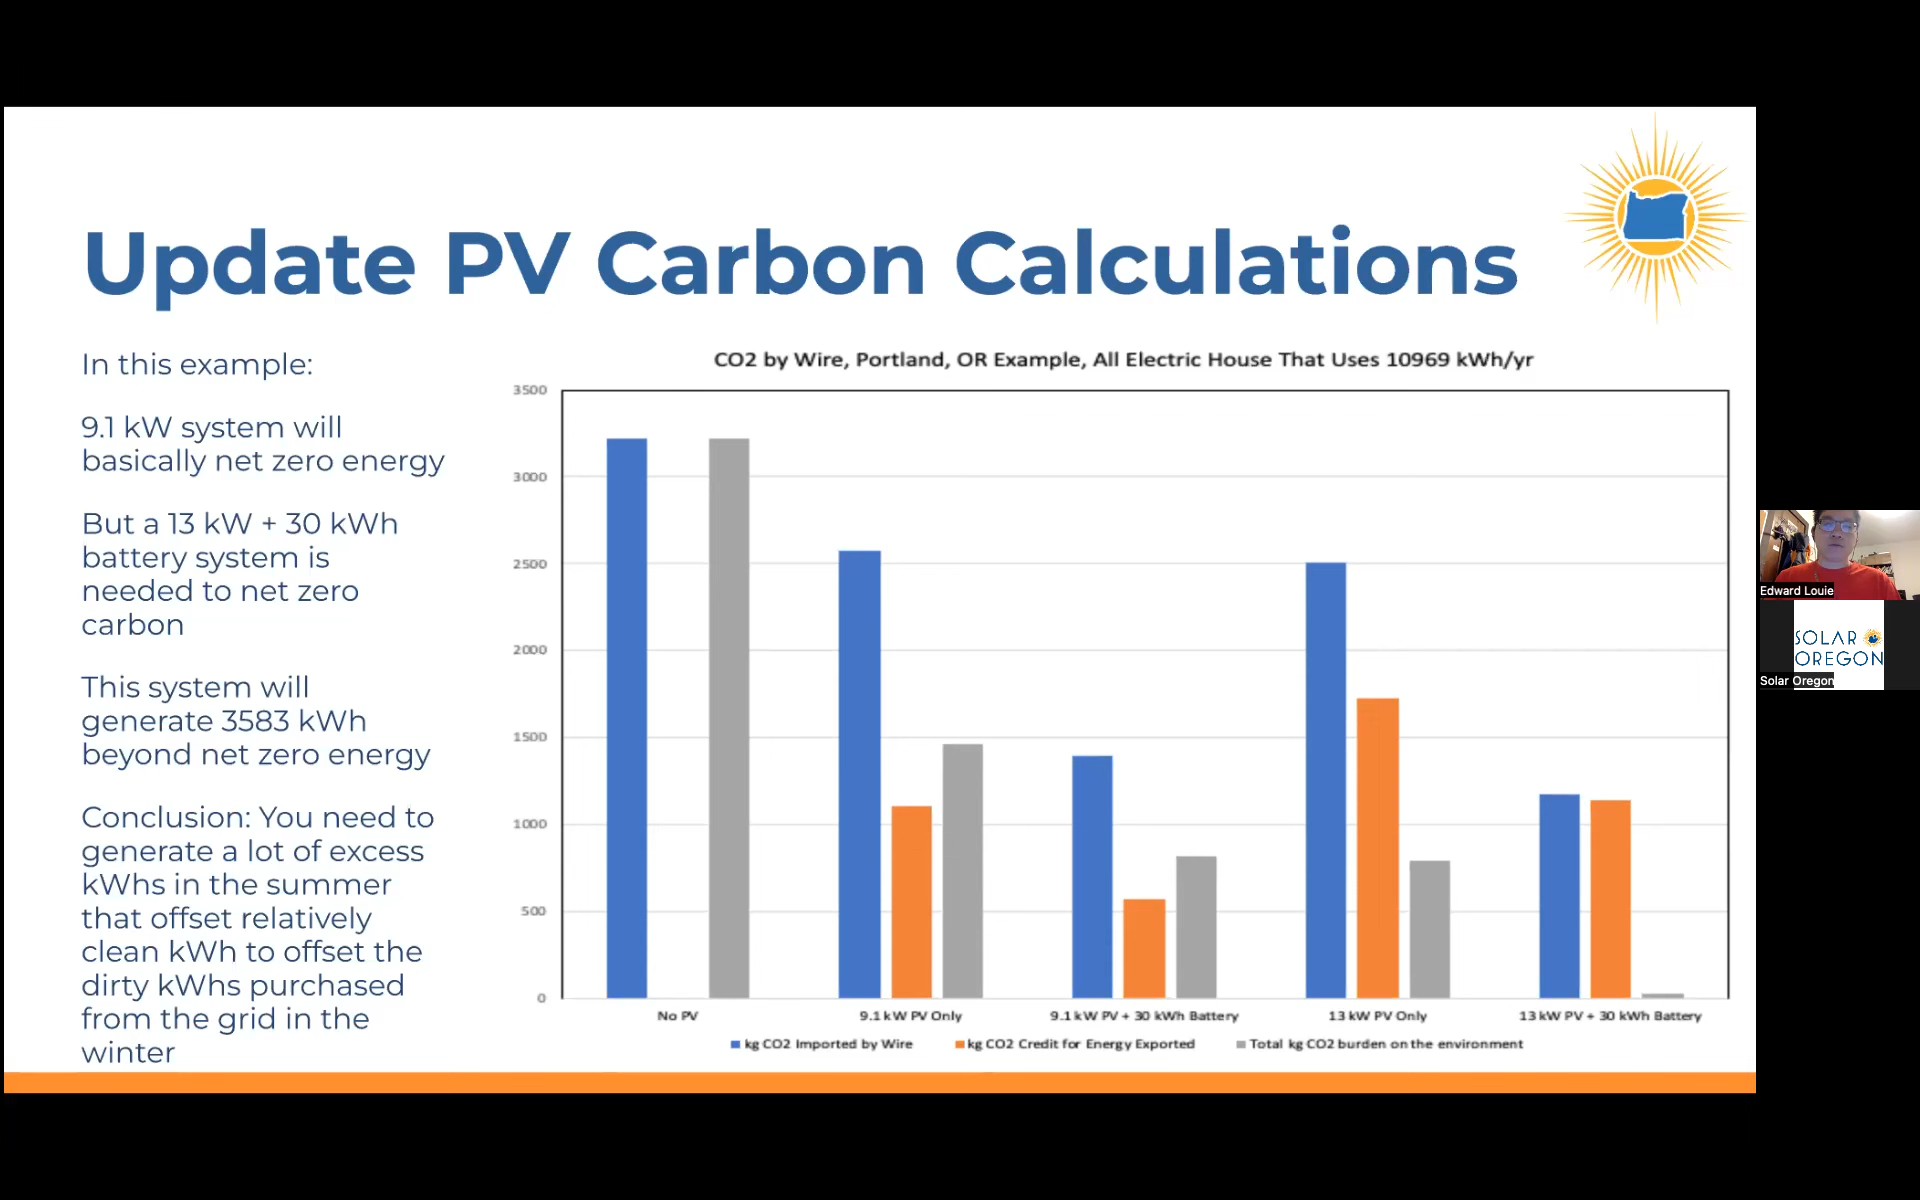 Update PV Carbon Calculations
In this example:
9.1 kW system will
basically net zero energy
But a 13 kW + 30 kWh
battery system is
needed to net zero
carbon
This system will
generate 3583 kWh
beyond net zero energy
Conclusion: You need to
generate a lot of excess
kWhs in the summer
that offset relatively
clean kWh to offset the
dirty kWhs purchased
from the grid in the
winter
CO2 by Wire, Portland, OR Example, All Electric House That Uses 10969 kWh/yr
3500
3000
2500
2000
1500
1000
500
0
No PV
9.1 kW PV Only
9.1 kW PV + 30 kWh Battery
13 kW PV Only
13 kW PV + 30 kWh Battery
kg CO2 Imported by Wire
kg CO2 Credit for Energy Exported
Total kg CO2 burden on the environment
Edward Louie
SOLAR
OREGON
Solar Oregon